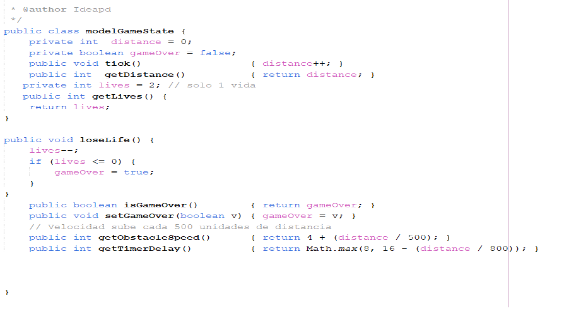 * @author Ideapd
 */
public class modelGameState {
    private int  distance = 0;
    private boolean gameOver = false;
    public void tick()                  { distance++; }
    public int  getDistance()           { return distance; }
   private int lives = 2; // solo 1 vida
   public int getLives() {
    return lives;
}

public void loseLife() {
    lives--;
    if (lives <= 0) {
        gameOver = true;
    }
}
    public boolean isGameOver()         { return gameOver; }
    public void setGameOver(boolean v)  { gameOver = v; }
    // Velocidad sube cada 500 unidades de distancia
    public int getObstacleSpeed()       { return 4 + (distance / 500); }
    public int getTimerDelay()          { return Math.max(8, 16 - (distance / 800)); }

}